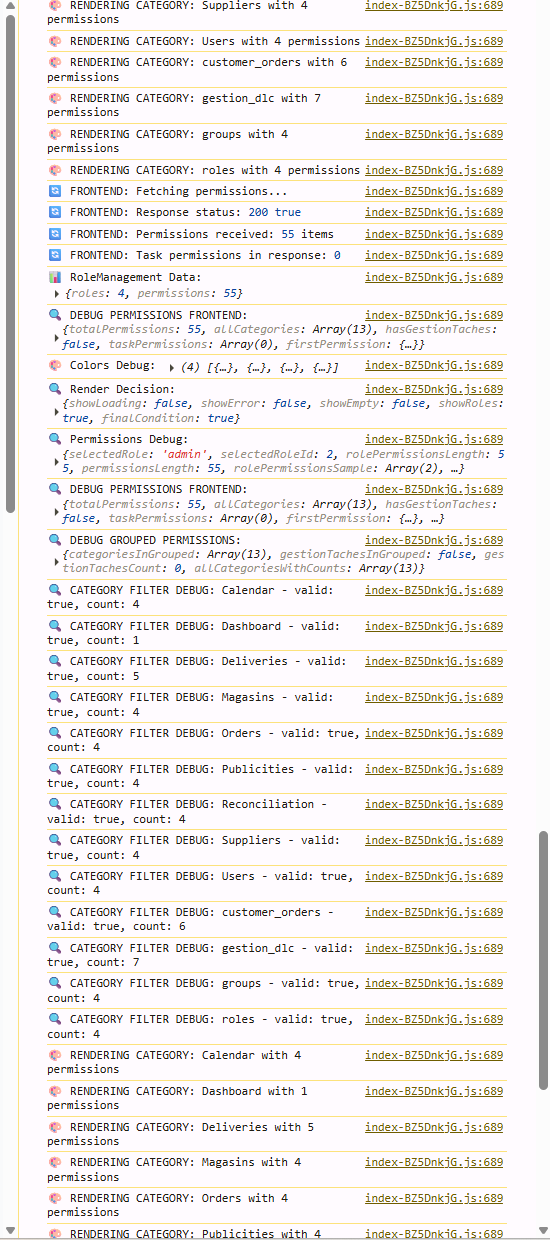 RENDERING CATEGORY: Suppliers with 4 index-BZ5DnkjG.js:689
permissions
RENDERING CATEGORY: Users with 4 permissions index-BZ5DnkjG.js:689
RENDERING CATEGORY: customer_orders with 6 index-BZ5DnkjG.js:689
permissions
RENDERING CATEGORY: gestion_dlc with 7 index-BZ5DnkjG.js:689
permissions
RENDERING CATEGORY: groups with 4 index-BZ5DnkjG.js:689
permissions
RENDERING CATEGORY: roles with 4 permissions index-BZ5DnkjG.js:689
FRONTEND: Fetching permissions... index-BZ5DnkjG.js:689
FRONTEND: Response status: 200 true index-BZ5DnkjG.js:689
FRONTEND: Permissions received: 55 items index-BZ5DnkjG.js:689
FRONTEND: Task permissions in response: 0 index-BZ5DnkjG.js:689
RoleManagement Data: index-BZ5DnkjG.js:689
{roles: 4, permissions: 55}
DEBUG PERMISSIONS FRONTEND: index-BZ5DnkjG.js:689
{totalPermissions: 55, allCategories: Array(13), hasGestionTaches:
false, taskPermissions: Array(0), firstPermission: {…}}
Colors Debug: (4) [{…}, {…}, {…}, {…}] index-BZ5DnkjG.js:689
Render Decision: index-BZ5DnkjG.js:689
{showLoading: false, showError: false, showEmpty: false, showRoles:
true, finalCondition: true}
Permissions Debug: index-BZ5DnkjG.js:689
{selectedRole: 'admin', selectedRoleId: 2, rolePermissionsLength: 5
5, permissionsLength: 55, rolePermissionsSample: Array(2), …}
DEBUG PERMISSIONS FRONTEND: index-BZ5DnkjG.js:689
{totalPermissions: 55, allCategories: Array(13), hasGestionTaches:
false, taskPermissions: Array(0), firstPermission: {…}, …}
DEBUG GROUPED PERMISSIONS: index-BZ5DnkjG.js:689
{categoriesInGrouped: Array(13), gestionTachesInGrouped: false, ges
tionTachesCount: 0, allCategoriesWithCounts: Array(13)}
CATEGORY FILTER DEBUG: Calendar - valid: index-BZ5DnkjG.js:689
true, count: 4
CATEGORY FILTER DEBUG: Dashboard - valid: index-BZ5DnkjG.js:689
true, count: 1
CATEGORY FILTER DEBUG: Deliveries - valid: index-BZ5DnkjG.js:689
true, count: 5
CATEGORY FILTER DEBUG: Magasins - valid: index-BZ5DnkjG.js:689
true, count: 4
CATEGORY FILTER DEBUG: Orders - valid: true, index-BZ5DnkjG.js:689
count: 4
CATEGORY FILTER DEBUG: Publicities - valid: index-BZ5DnkjG.js:689
true, count: 4
CATEGORY FILTER DEBUG: Reconciliation - index-BZ5DnkjG.js:689
valid: true, count: 4
CATEGORY FILTER DEBUG: Suppliers - valid: index-BZ5DnkjG.js:689
true, count: 4
CATEGORY FILTER DEBUG: Users - valid: true, index-BZ5DnkjG.js:689
count: 4
CATEGORY FILTER DEBUG: customer_orders - index-BZ5DnkjG.js:689
valid: true, count: 6
CATEGORY FILTER DEBUG: gestion_dlc - valid: index-BZ5DnkjG.js:689
true, count: 7
CATEGORY FILTER DEBUG: groups - valid: true, index-BZ5DnkjG.js:689
count: 4
CATEGORY FILTER DEBUG: roles - valid: true, index-BZ5DnkjG.js:689
count: 4
RENDERING CATEGORY: Calendar with 4 index-BZ5DnkjG.js:689
permissions
RENDERING CATEGORY: Dashboard with 1 index-BZ5DnkjG.js:689
permissions
RENDERING CATEGORY: Deliveries with 5 index-BZ5DnkjG.js:689
permissions
RENDERING CATEGORY: Magasins with 4 index-BZ5DnkjG.js:689
permissions
RENDERING CATEGORY: Orders with 4 index-BZ5DnkjG.js:689
permissions
RENDERING CATEGORY: Publicities with 4 index-BZ5DnkjG.js:689